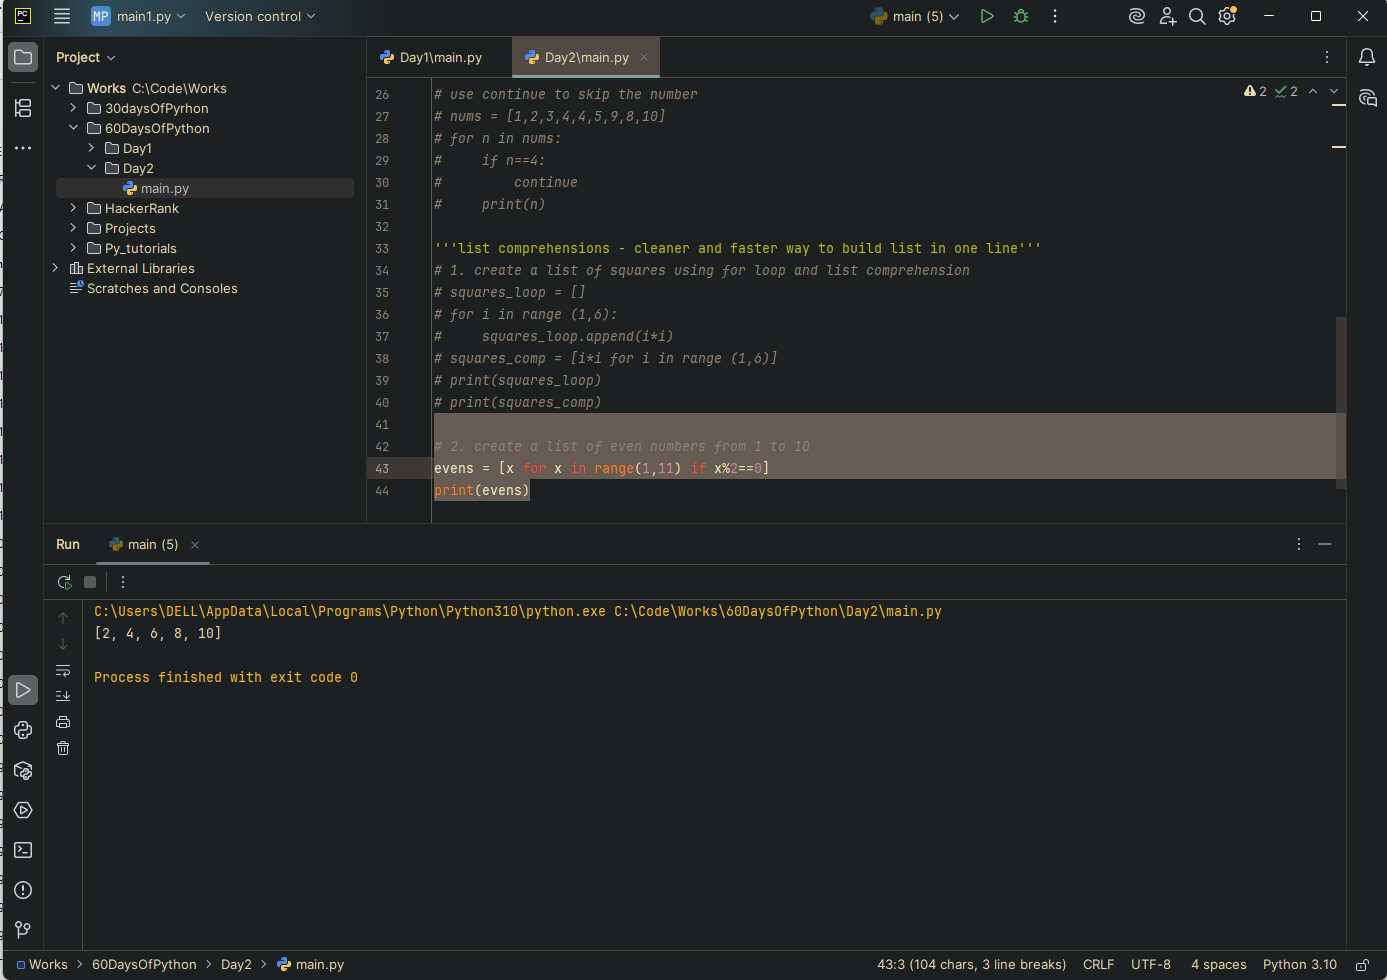 PC
MP main1.py Version control main (5)
Project
Day1\main.py Day2\main.py
Works C:\Code\Works
30daysOfPyrhon
60DaysOfPython
Day1
Day2
main.py
HackerRank
Projects
Py_tutorials
External Libraries
Scratches and Consoles
2 2
26 # use continue to skip the number
27 # nums = [1,2,3,4,4,5,9,8,10]
28 # for n in nums:
29 #     if n==4:
30 #         continue
31 #     print(n)
32
33 '''list comprehensions - cleaner and faster way to build list in one line'''
34 # 1. create a list of squares using for loop and list comprehension
35 # squares_loop = []
36 # for i in range (1,6):
37 #     squares_loop.append(i*i)
38 # squares_comp = [i*i for i in range (1,6)]
39 # print(squares_loop)
40 # print(squares_comp)
41
42 # 2. create a list of even numbers from 1 to 10
43 evens = [x for x in range(1,11) if x%2==0]
44 print(evens)
Run main (5)
C:\Users\DELL\AppData\Local\Programs\Python\Python310\python.exe C:\Code\Works\60DaysOfPython\Day2\main.py
[2, 4, 6, 8, 10]
Process finished with exit code 0
Works > 60DaysOfPython > Day2 > main.py
43:3 (104 chars, 3 line breaks) CRLF UTF-8 4 spaces Python 3.10